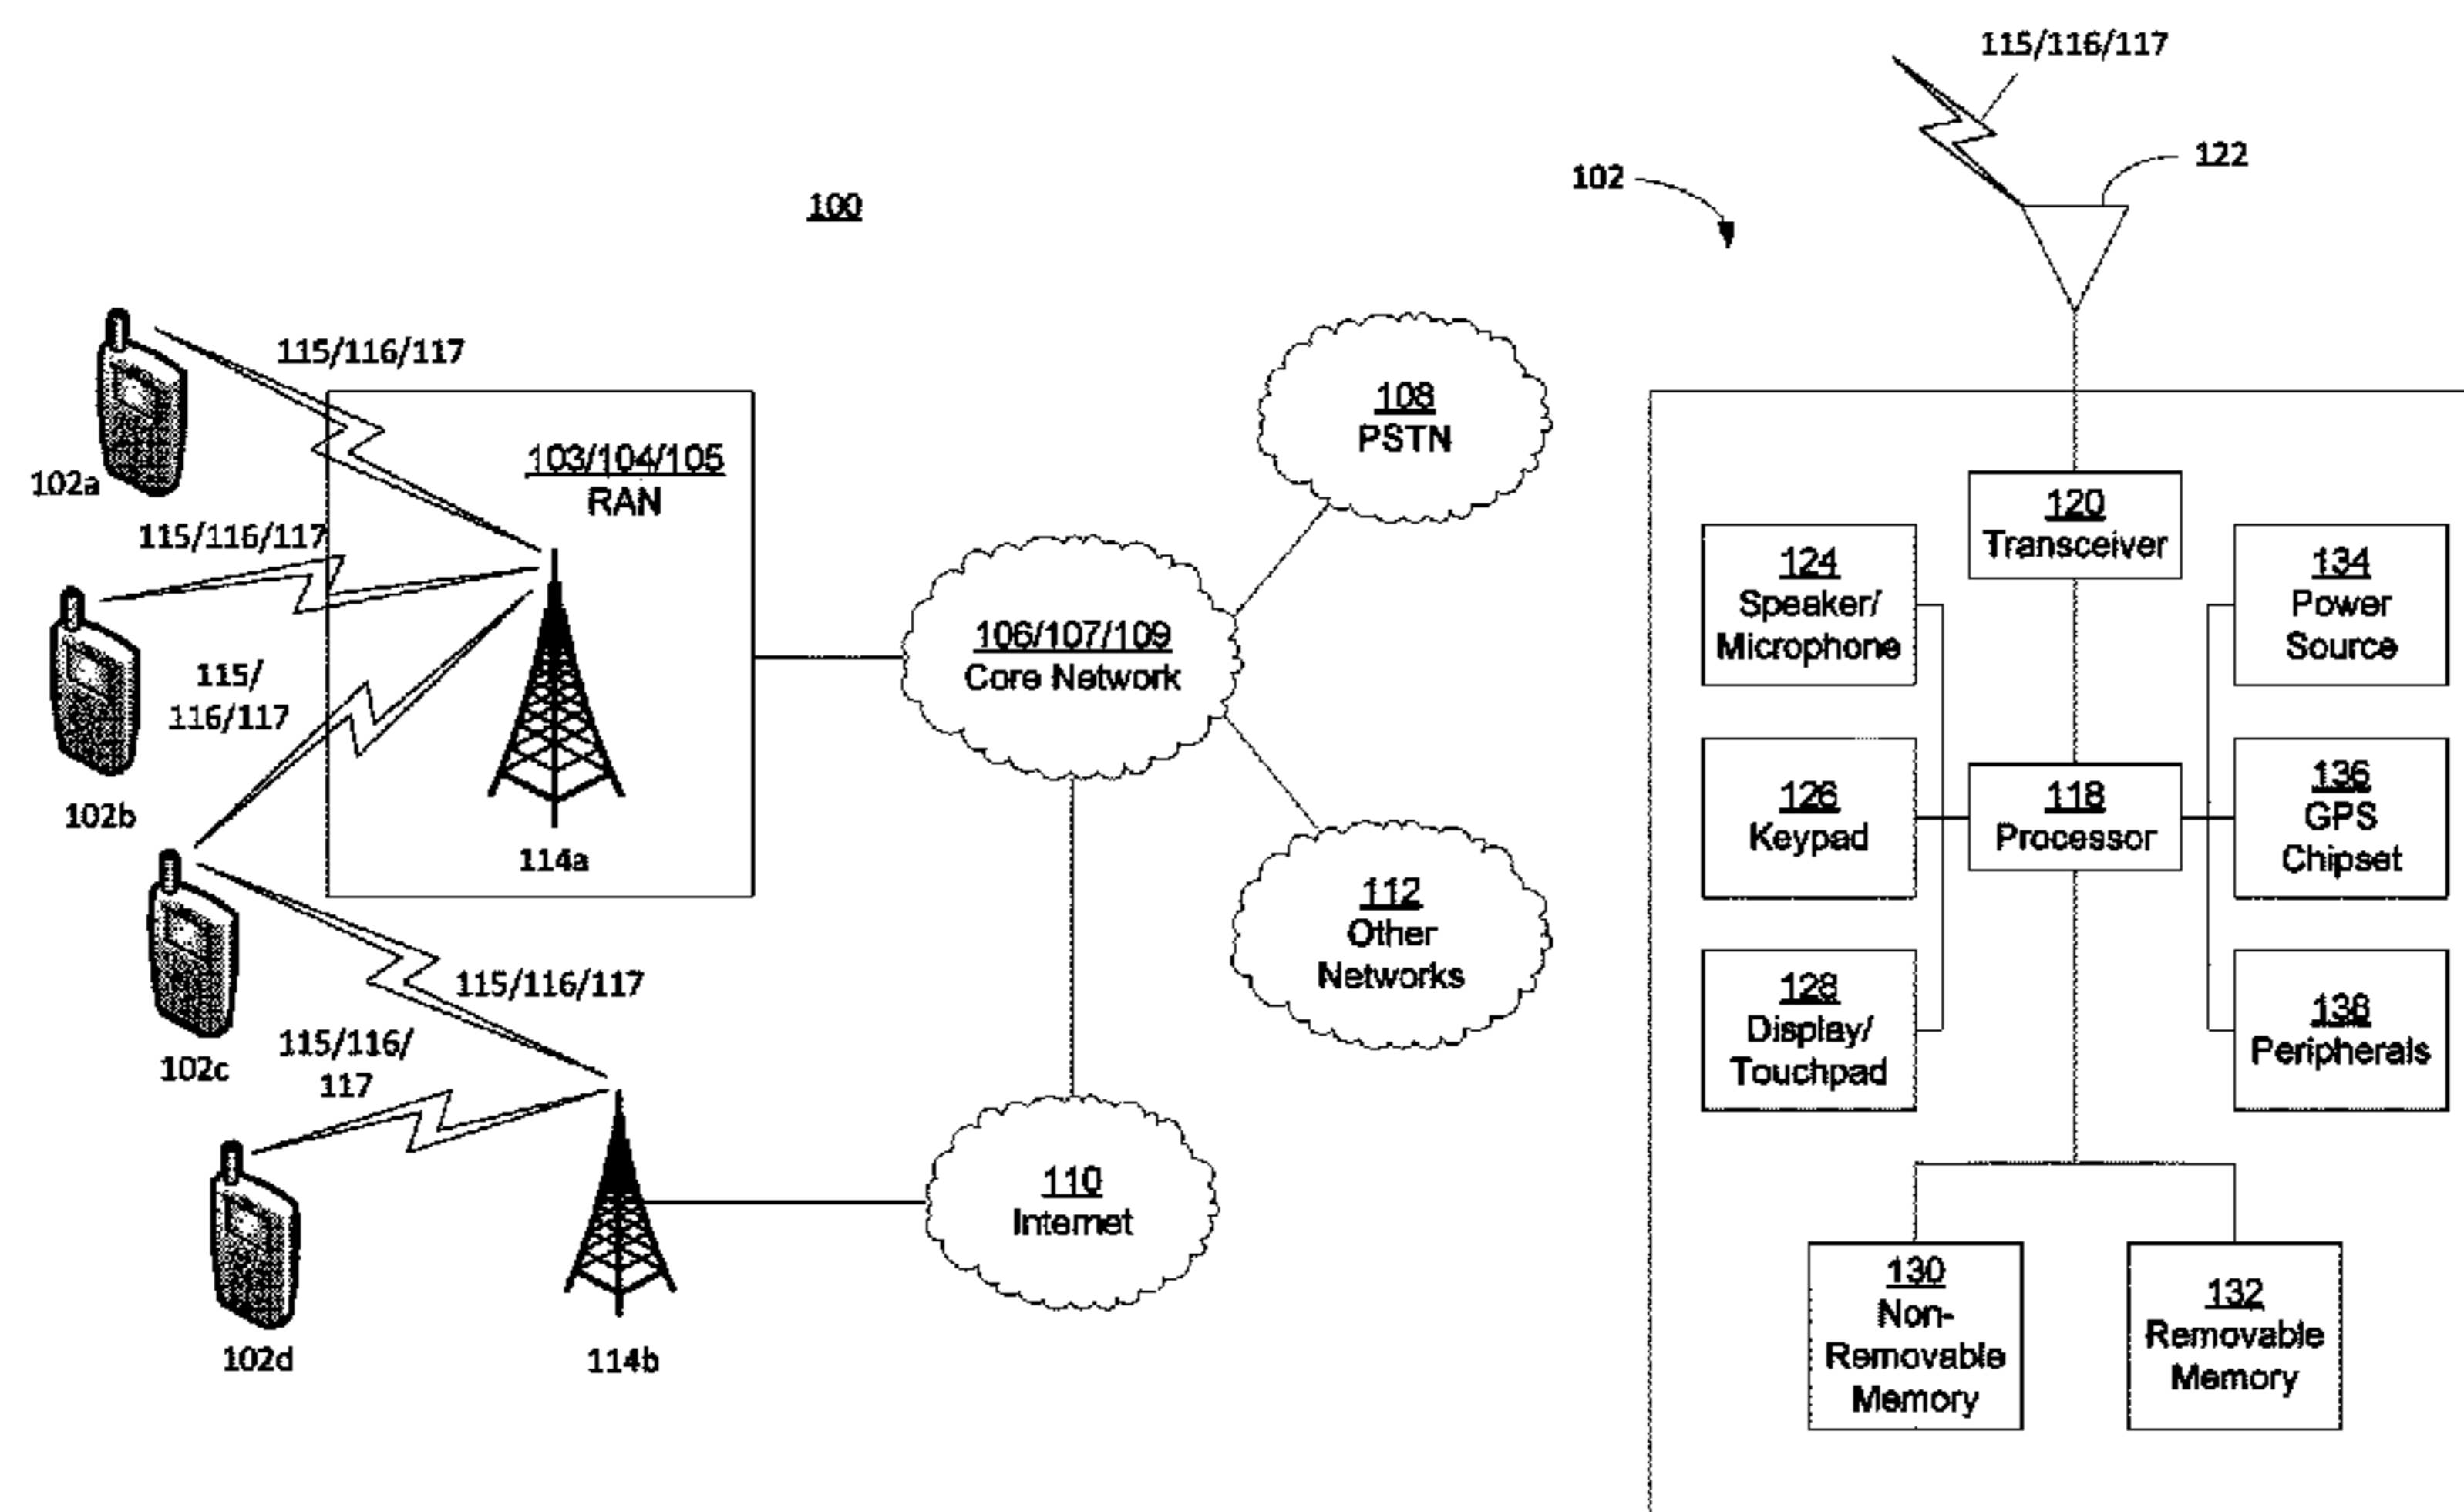 100
102a
115/116/117
103/104/105
RAN
115/116/117
102b
115/
116/117
114a
102c
115/116/117
115/116/
117
102d
114b
106/107/109
Core Network
108
PSTN
112
Other
Networks
110
Internet
102
115/116/117
122
120
Transceiver
124
Speaker/
Microphone
134
Power
Source
126
Keypad
118
Processor
136
GPS
Chipset
128
Display/
Touchpad
138
Peripherals
130
Non-
Removable
Memory
132
Removable
Memory